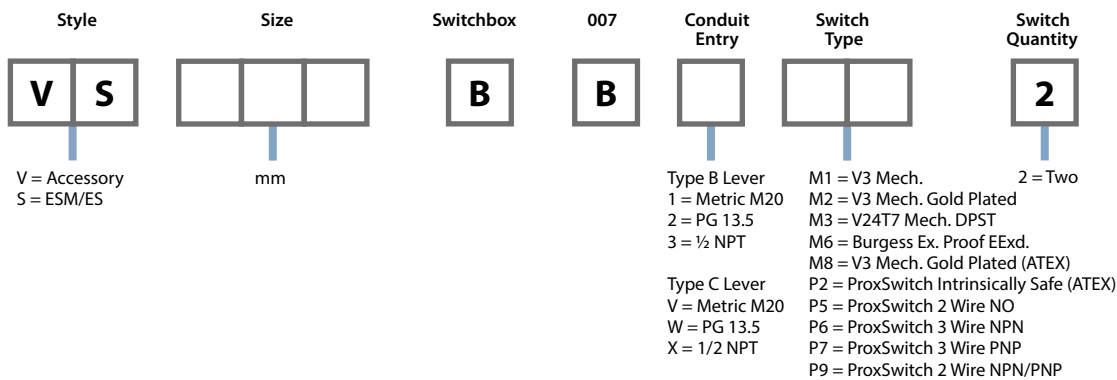 Style Size Switchbox 007 Conduit Entry Switch Type Switch Quantity
V S B B 2
V = Accessory
S = ESM/ES
mm
Type B Lever
1 = Metric M20
2 = PG 13.5
3 = ½ NPT
Type C Lever
V = Metric M20
W = PG 13.5
X = 1/2 NPT
M1 = V3 Mech.
M2 = V3 Mech. Gold Plated
M3 = V24T7 Mech. DPST
M6 = Burgess Ex. Proof EExd.
M8 = V3 Mech. Gold Plated (ATEX)
P2 = ProxSwitch Intrinsically Safe (ATEX)
P5 = ProxSwitch 2 Wire NO
P6 = ProxSwitch 3 Wire NPN
P7 = ProxSwitch 3 Wire PNP
P9 = ProxSwitch 2 Wire NPN/PNP
2 = Two